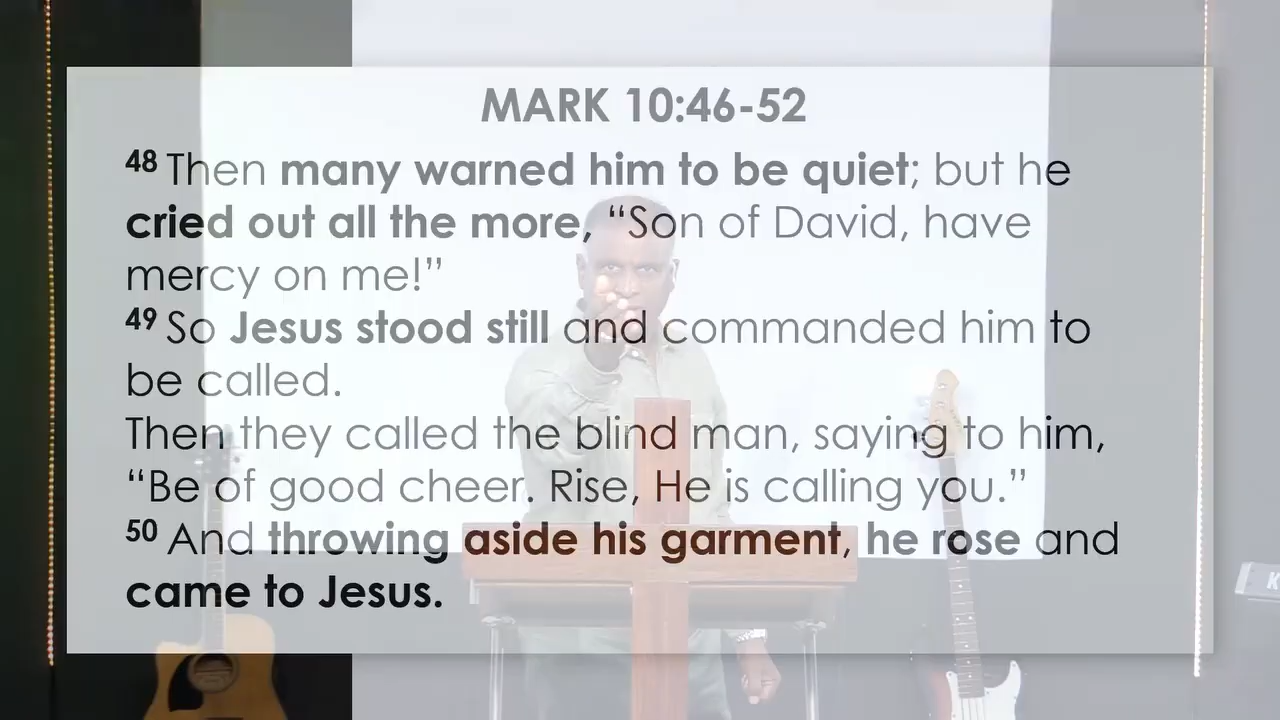 MARK 10:46-52
48 Then many warned him to be quiet; but he
cried out all the more, “Son of David, have
mercy on me!”
49 So Jesus stood still and commanded him to
be called.
Then they called the blind man, saying to him,
“Be of good cheer. Rise, He is calling you.”
50 And throwing aside his garment, he rose and
came to Jesus.